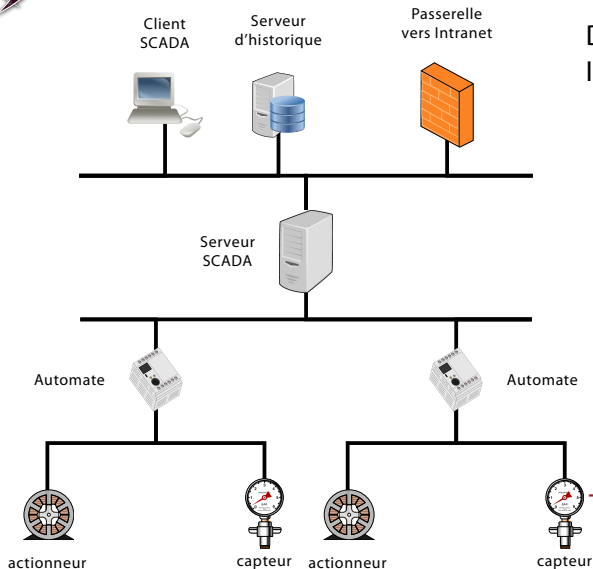 Client
SCADA
Serveur
d'historique
Passerelle
vers Intranet
D
l
Serveur
SCADA
Automate
Automate
actionneur
capteur
actionneur
capteur